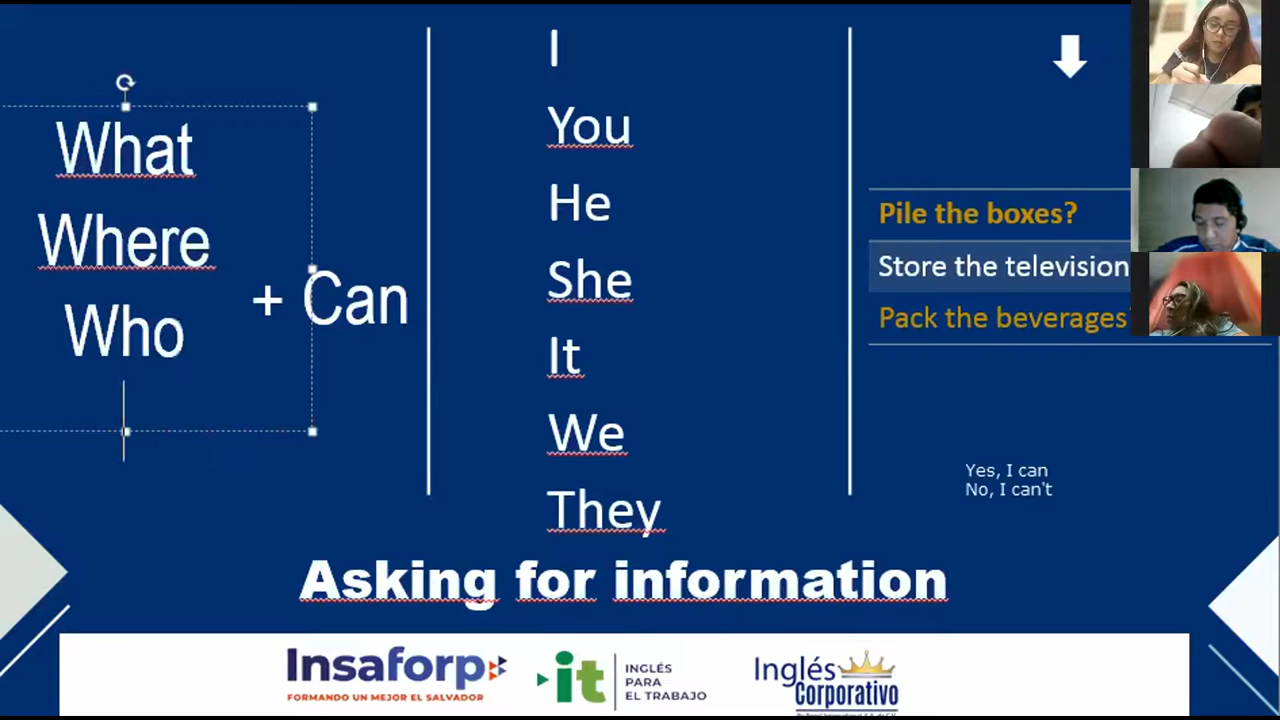 What
Where
Who
+ Can
I
You
He
She
It
We
They
Pile the boxes?
Store the television
Pack the beverages
Yes, I can
No, I can't
Asking for information
Insaforp
FORMANDO UN MEJOR EL SALVADOR
it
INGLÉS
PARA
EL TRABAJO
Inglés
Corporativo